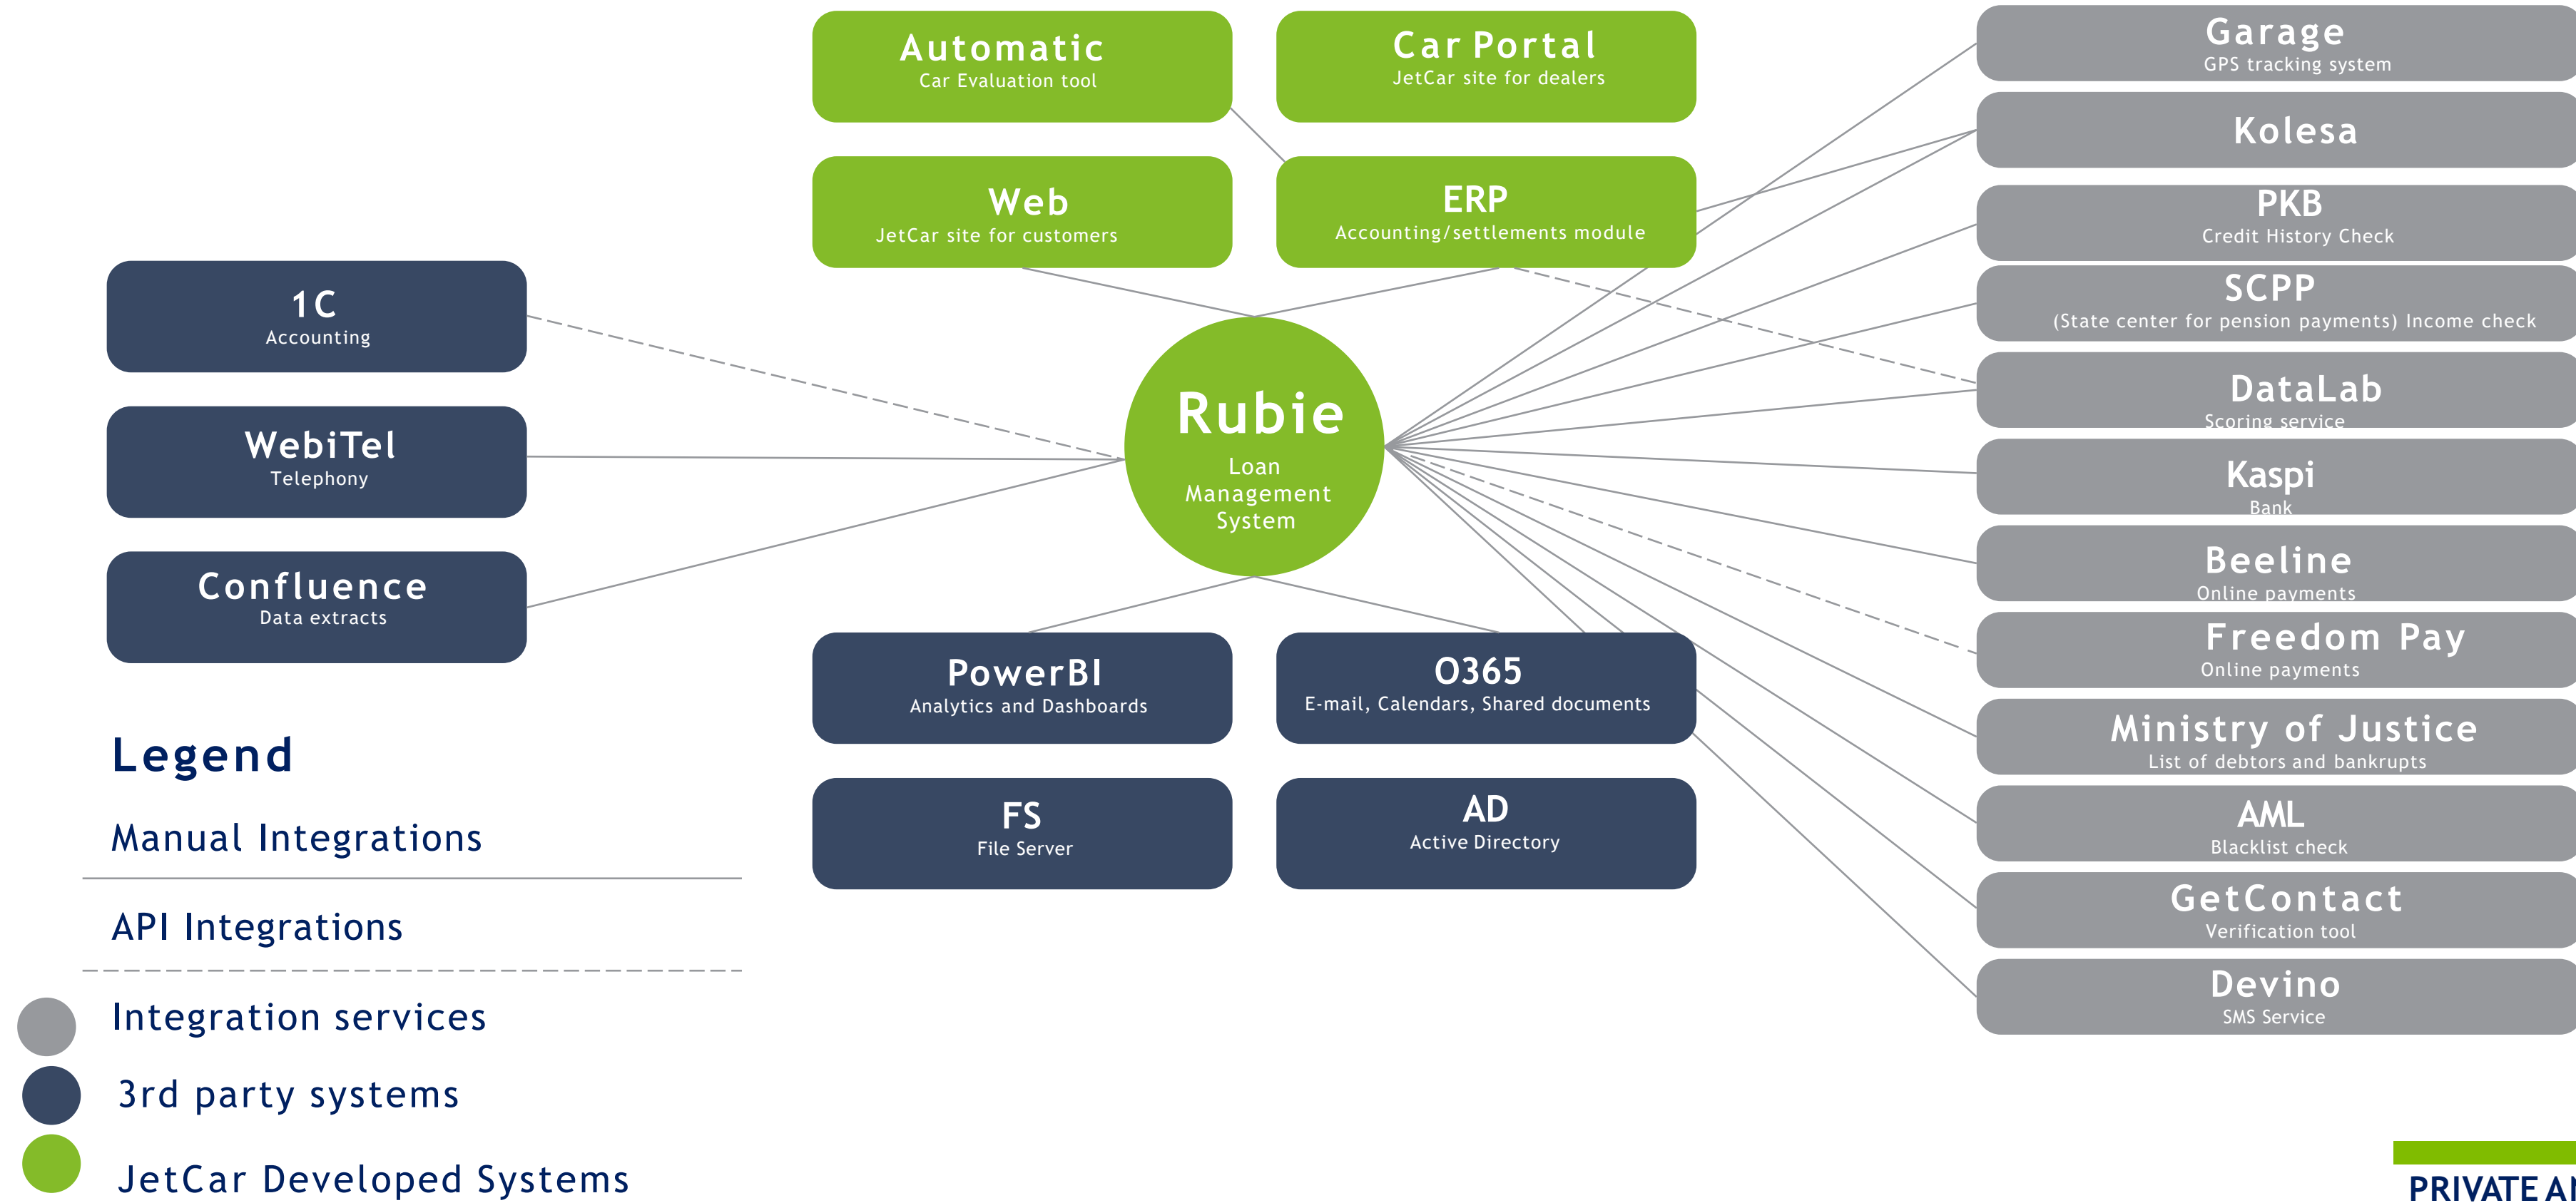 Automatic
Car Evaluation tool
Car Portal
JetCar site for dealers
Web
JetCar site for customers
ERP
Accounting/settlements module
1C
Accounting
WebiTel
Telephony
Confluence
Data extracts
Rubie
Loan
Management
System
PowerBI
Analytics and Dashboards
O365
E-mail, Calendars, Shared documents
FS
File Server
AD
Active Directory
Garage
GPS tracking system
Kolesa
PKB
Credit History Check
SCPP
(State center for pension payments) Income check
DataLab
Scoring service
Kaspi
Bank
Beeline
Online payments
Freedom Pay
Online payments
Ministry of Justice
List of debtors and bankrupts
AML
Blacklist check
GetContact
Verification tool
Devino
SMS Service
Legend
Manual Integrations
API Integrations
Integration services
3rd party systems
JetCar Developed Systems
PRIVATE